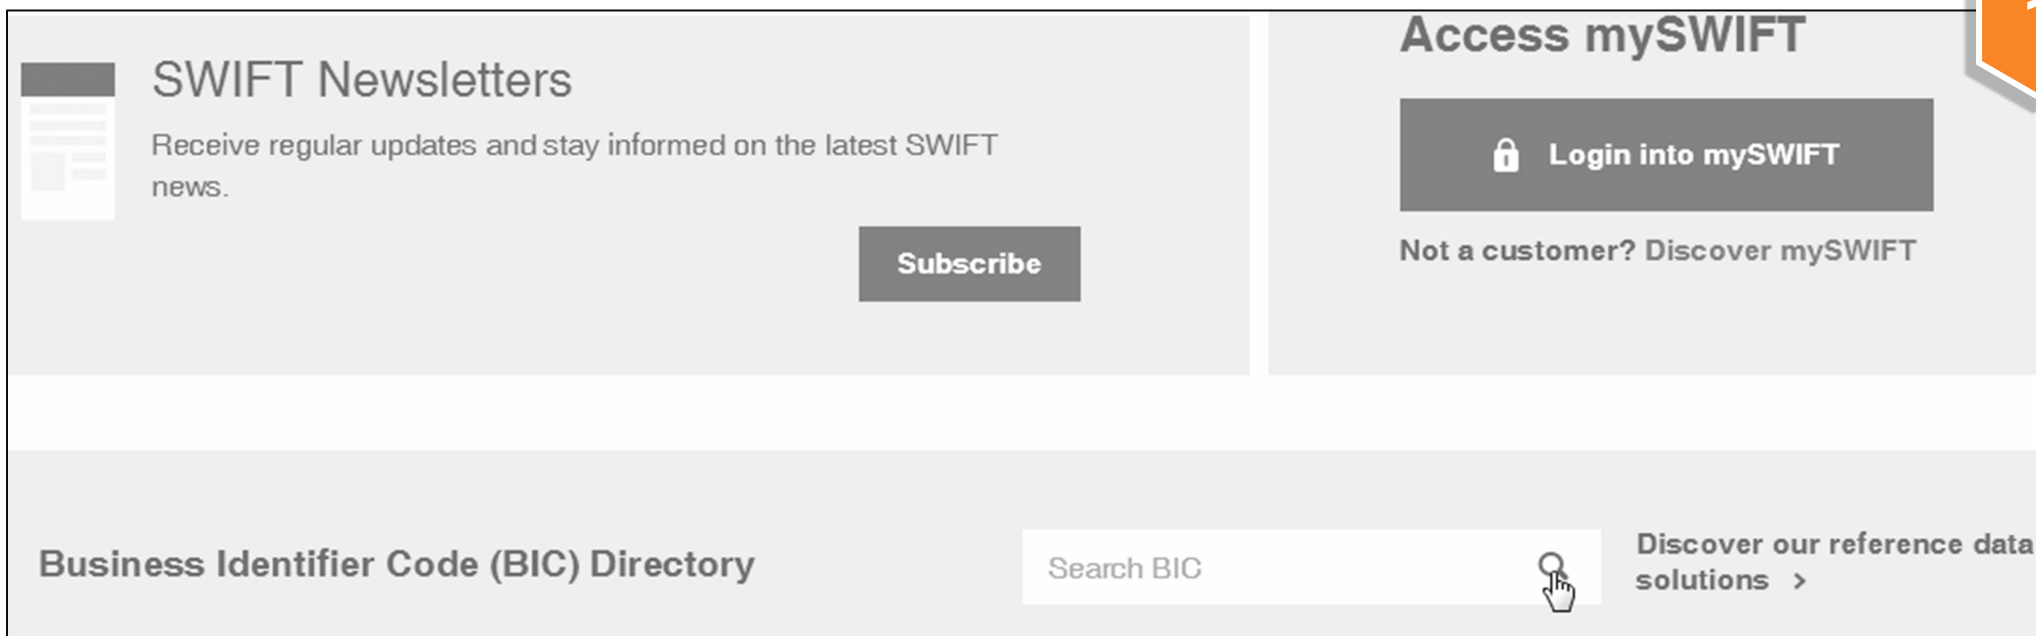 Access mySWIFT
SWIFT Newsletters
Receive regular updates and stay informed on the latest SWIFT
news.
Subscribe
Login into mySWIFT
Not a customer? Discover mySWIFT
Business Identifier Code (BIC) Directory
Search BIC
Discover our reference data
solutions >